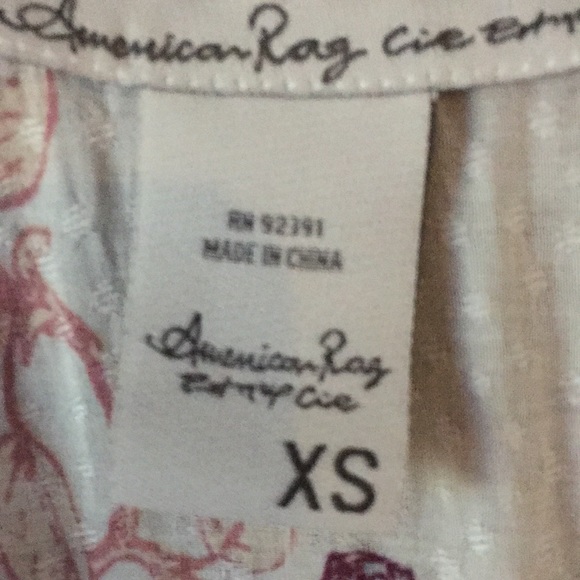 American Rag Cie
RN 92391
MADE IN CHINA
American Rag
Cie
XS